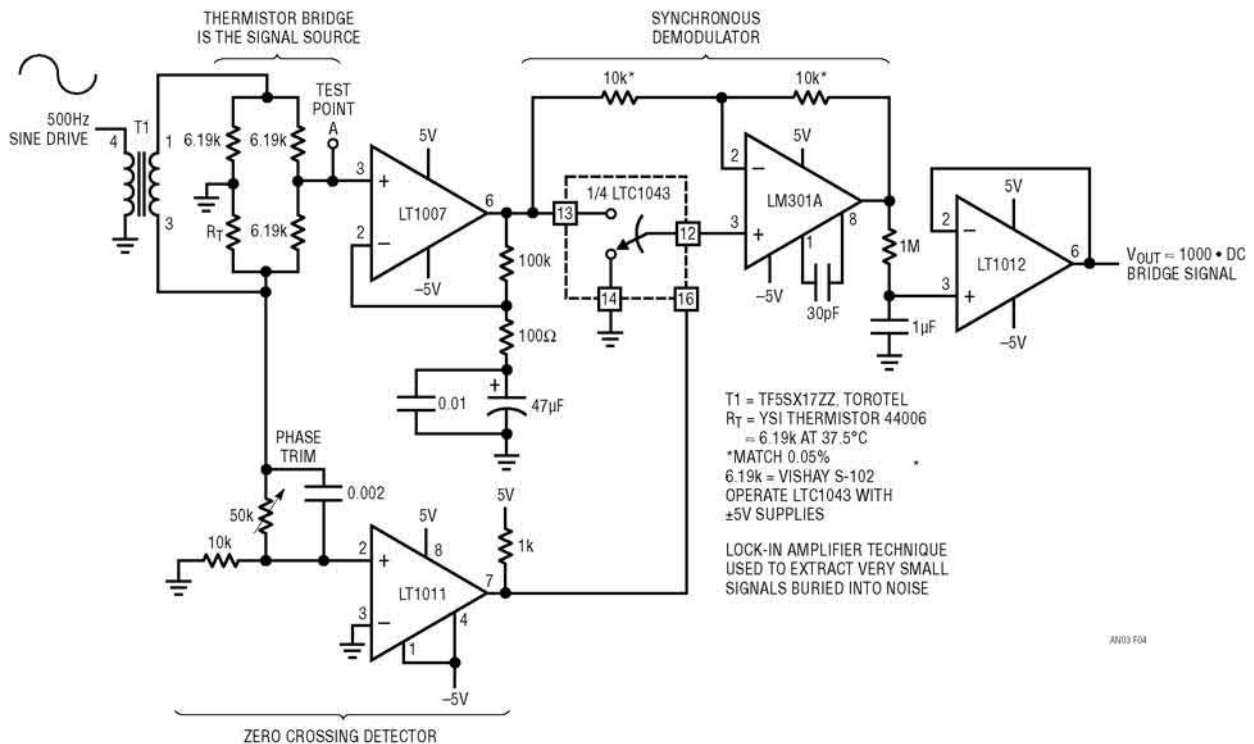 THERMISTOR BRIDGE
IS THE SIGNAL SOURCE
SYNCHRONOUS
DEMODULATOR
500Hz
SINE DRIVE
4
T1
1
3
6.19k
6.19k
RT
6.19k
TEST
POINT
A
3
+
2
−
5V
LT1007
6
−5V
100k
100Ω
0.01
+
47µF
10k*
10k*
1/4 LTC1043
13
12
14
16
5V
2
−
3
+
LM301A
8
1
−5V
30pF
1M
1µF
5V
2
−
LT1012
6
3
+
−5V
VOUT = 1000 • DC
BRIDGE SIGNAL
T1 = TF5SX17ZZ, TOROTEL
RT = YSI THERMISTOR 44006
= 6.19k AT 37.5°C
*MATCH 0.05%
6.19k = VISHAY S-102
*
OPERATE LTC1043 WITH
±5V SUPPLIES
LOCK-IN AMPLIFIER TECHNIQUE
USED TO EXTRACT VERY SMALL
SIGNALS BURIED INTO NOISE
PHASE
TRIM
50k
0.002
10k
5V
2
+
8
LT1011
3
−
7
4
1
−5V
5V
1k
AN03 F04
ZERO CROSSING DETECTOR